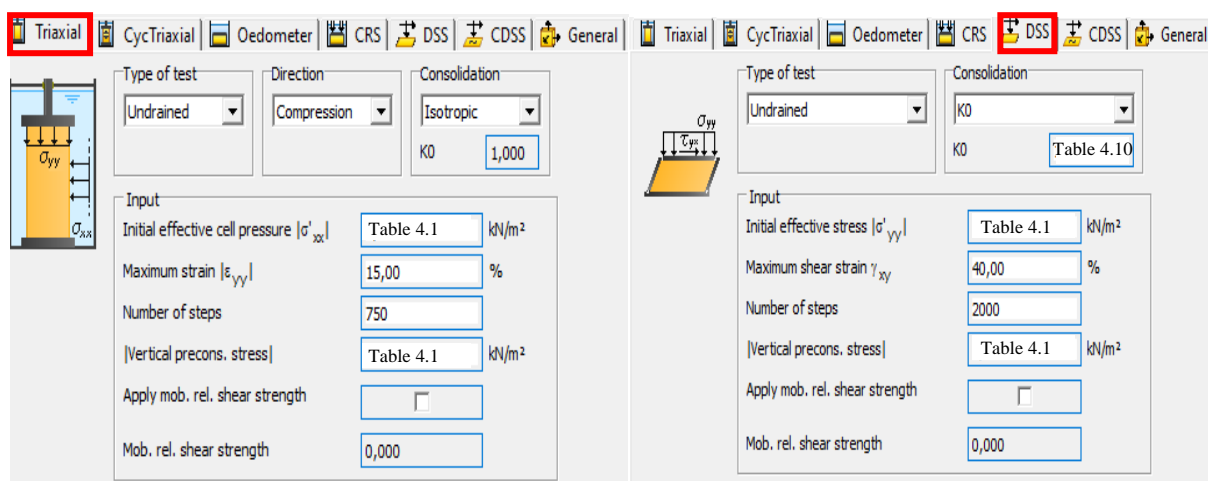 Triaxial CycTriaxial Oedometer CRS DSS CDSS General
Type of test Direction Consolidation
Undrained Compression Isotropic
K0 1,000
σyy
σxx
Input
Initial effective cell pressure |σ'xx| Table 4.1 kN/m²
Maximum strain |εyy| 15,00 %
Number of steps 750
|Vertical precons. stress| Table 4.1 kN/m²
Apply mob. rel. shear strength
Mob. rel. shear strength 0,000
Triaxial CycTriaxial Oedometer CRS DSS CDSS General
Type of test Consolidation
Undrained K0
K0 Table 4.10
σyy
τyx
Input
Initial effective stress |σ'yy| Table 4.1 kN/m²
Maximum shear strain γxy 40,00 %
Number of steps 2000
|Vertical precons. stress| Table 4.1 kN/m²
Apply mob. rel. shear strength
Mob. rel. shear strength 0,000